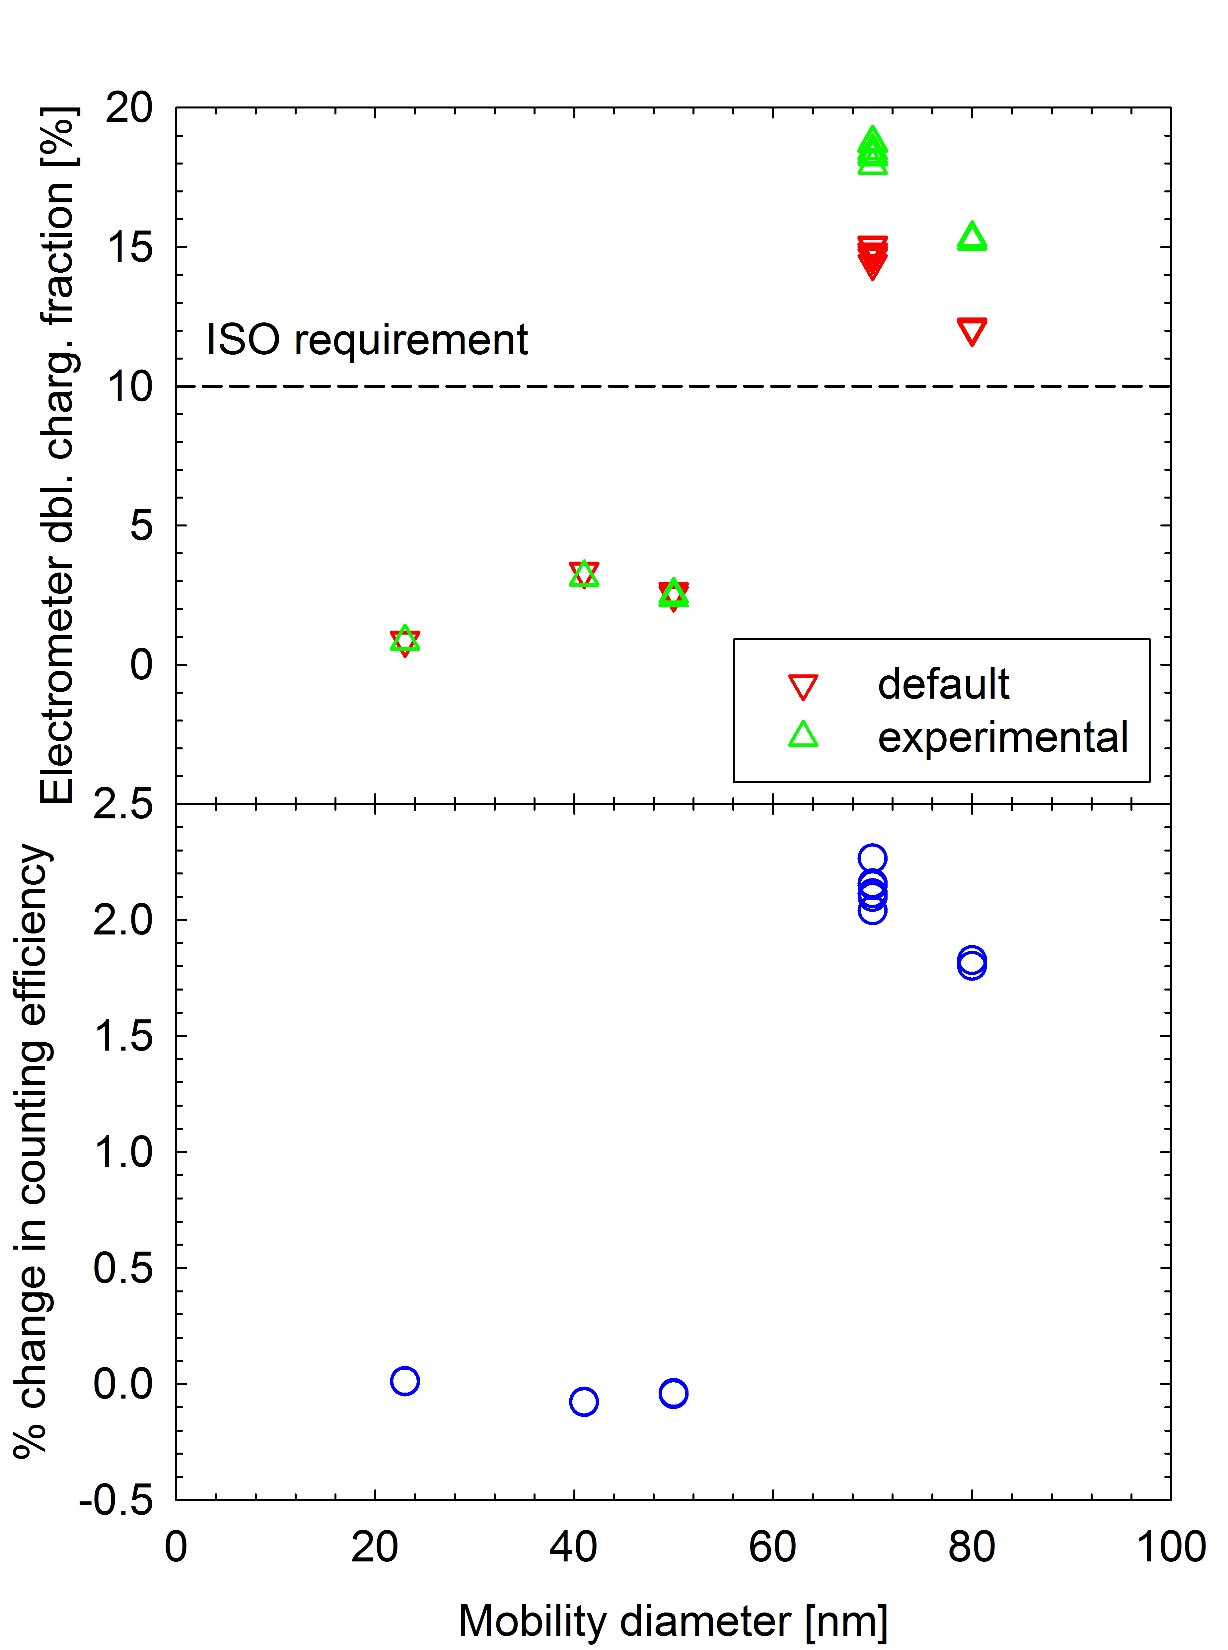 Electrometer dbl. charg. fraction [%]
20
15
10
5
0
ISO requirement
default
experimental
% change in counting efficiency
2.5
2.0
1.5
1.0
0.5
0.0
-0.5
0 20 40 60 80 100
Mobility diameter [nm]